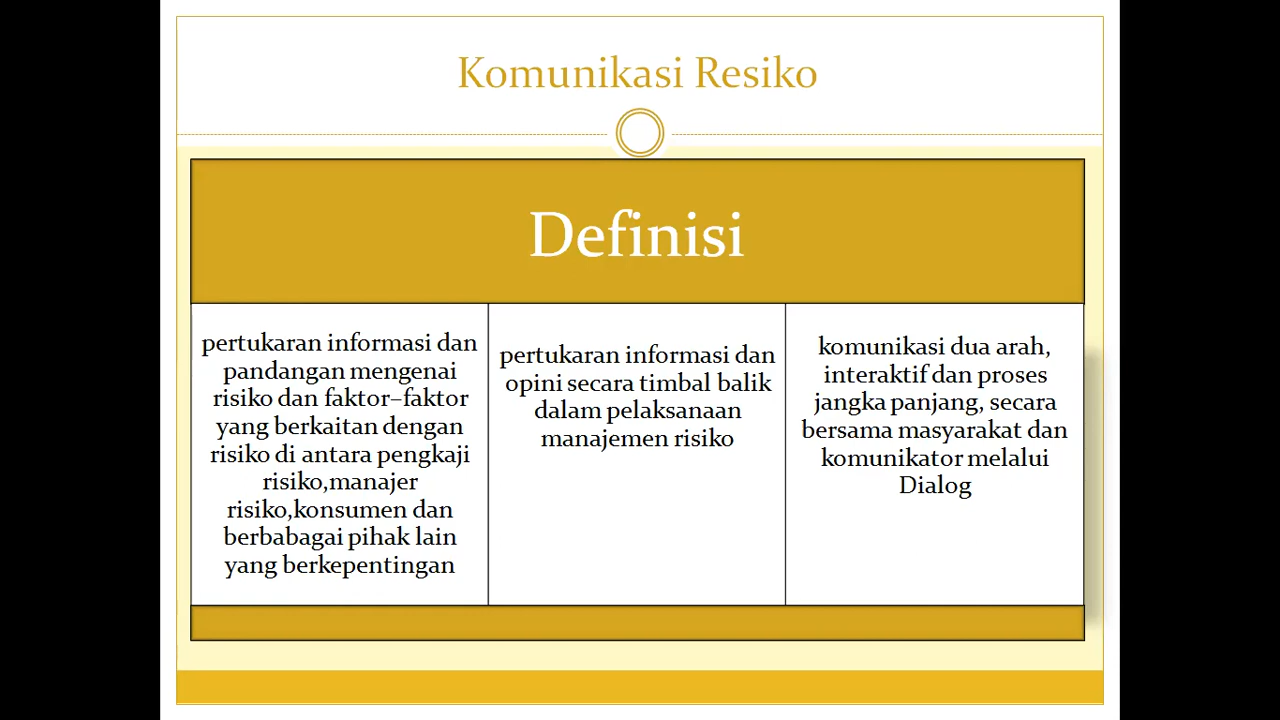 Komunikasi Resiko
Definisi
pertukaran informasi dan
pandangan mengenai
risiko dan faktor–faktor
yang berkaitan dengan
risiko di antara pengkaji
risiko,manajer
risiko,konsumen dan
berbabagai pihak lain
yang berkepentingan
pertukaran informasi dan
opini secara timbal balik
dalam pelaksanaan
manajemen risiko
komunikasi dua arah,
interaktif dan proses
jangka panjang, secara
bersama masyarakat dan
komunikator melalui
Dialog